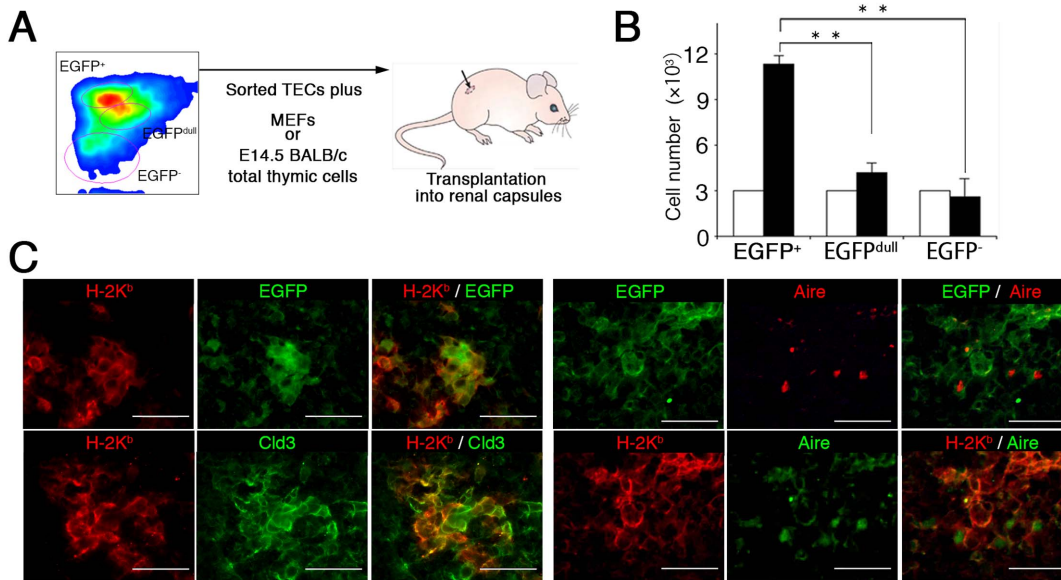 A
EGFP⁺
EGFPdull
EGFP⁻
Sorted TECs plus
MEFs
or
E14.5 BALB/c
total thymic cells
Transplantation
into renal capsules
B
* *
* *
Cell number (×10³)
12
9
6
3
0
EGFP⁺
EGFPdull
EGFP⁻
C
H-2Kᵇ
EGFP
H-2Kᵇ / EGFP
EGFP
Aire
EGFP / Aire
H-2Kᵇ
Cld3
H-2Kᵇ / Cld3
H-2Kᵇ
Aire
H-2Kᵇ / Aire